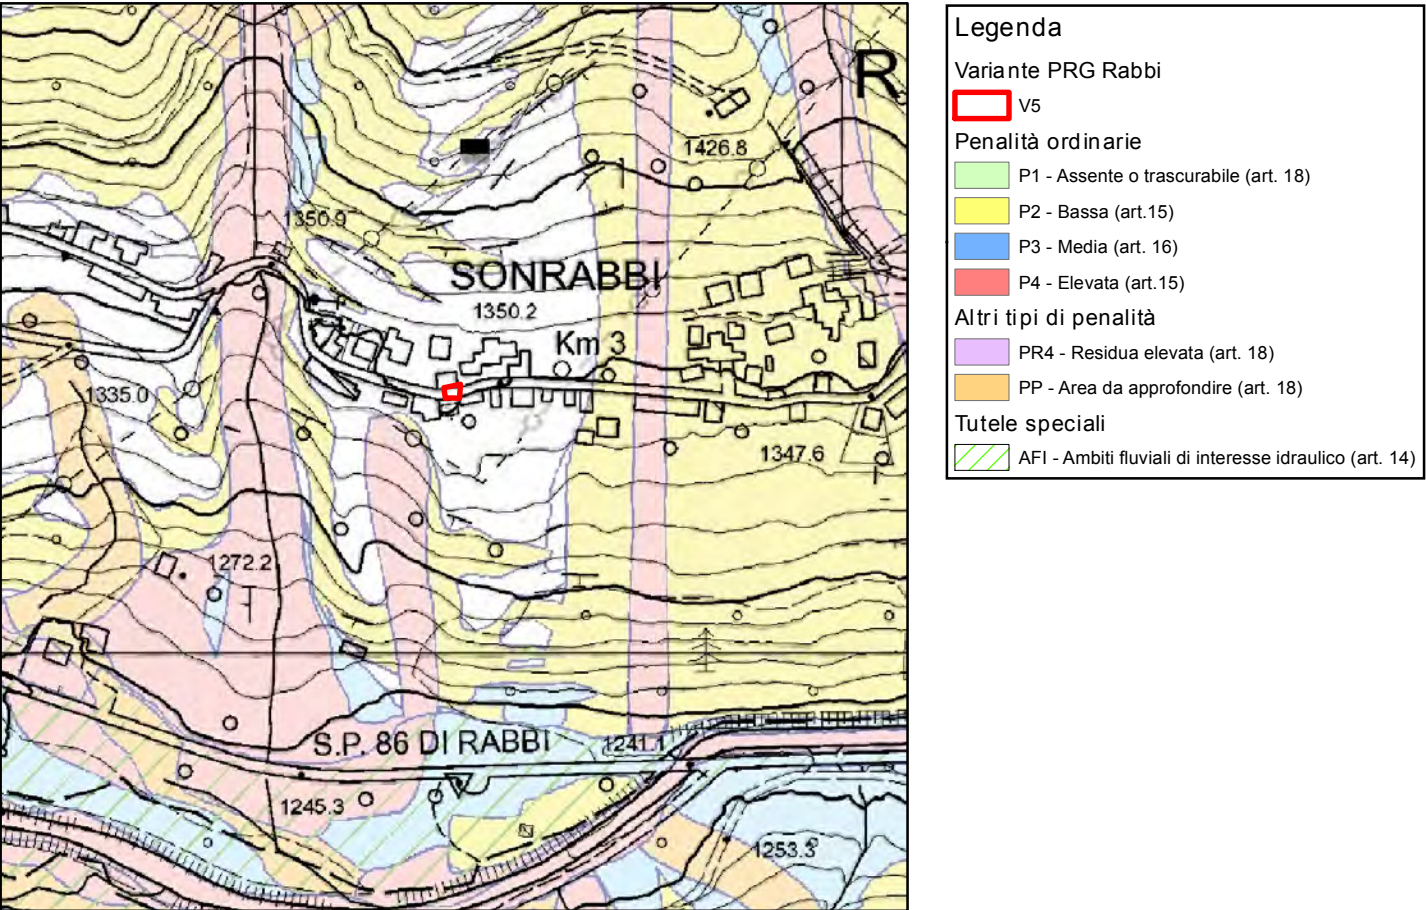 R
1426.8
1350.9
SONRABBI
1350.2
Km 3
1335.0
1347.6
1272.2
S.P. 86 DI RABBI
1241.1
1245.3
1253.3
Legenda
Variante PRG Rabbi
V5
Penalità ordinarie
P1 - Assente o trascurabile (art. 18)
P2 - Bassa (art.15)
P3 - Media (art. 16)
P4 - Elevata (art.15)
Altri tipi di penalità
PR4 - Residua elevata (art. 18)
PP - Area da approfondire (art. 18)
Tutele speciali
AFI - Ambiti fluviali di interesse idraulico (art. 14)